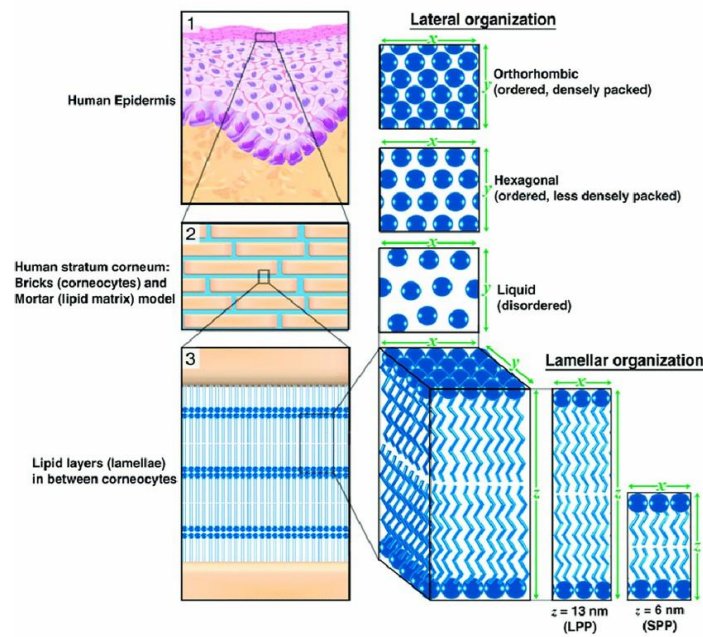 1
Human Epidermis
2
Human stratum corneum:
Bricks (corneocytes) and
Mortar (lipid matrix) model
3
Lipid layers (lamellae)
in between corneocytes
Lateral organization
x
y
Orthorhombic
(ordered, densely packed)
x
y
Hexagonal
(ordered, less densely packed)
x
y
Liquid
(disordered)
x
y
z
Lamellar organization
x
z
z = 13 nm
(LPP)
x
z
z = 6 nm
(SPP)